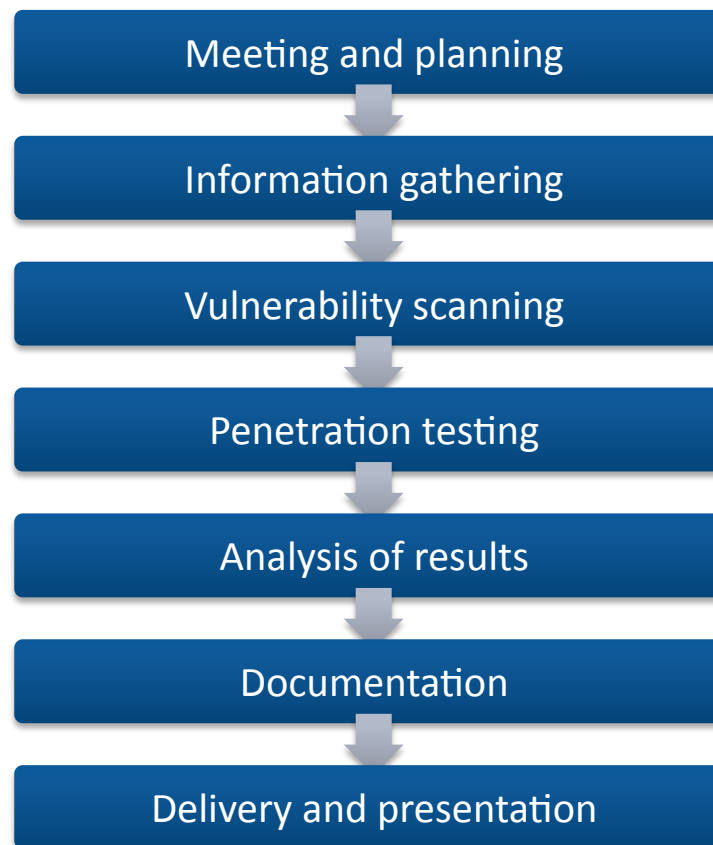 Meeting and planning
Information gathering
Vulnerability scanning
Penetration testing
Analysis of results
Documentation
Delivery and presentation